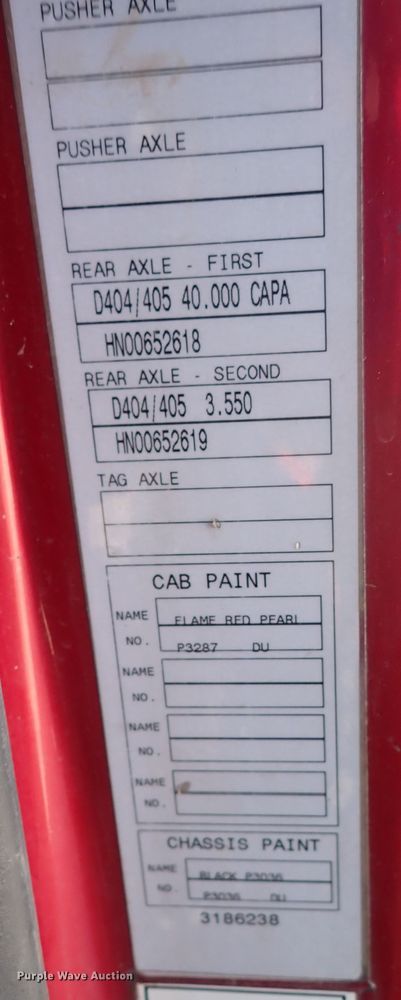 PUSHER AXLE
PUSHER AXLE
REAR AXLE - FIRST
D404/405 40.000 CAPA
HN00652618
REAR AXLE - SECOND
D404/405 3.550
HN00652619
TAG AXLE
CAB PAINT
NAME FLAME RED PEARL
NO. P3287 DU
NAME
NO.
NAME
NO.
NAME
NO.
CHASSIS PAINT
NAME BLACK P3036
NO. P3036 DU
3186238
Purple Wave Auction